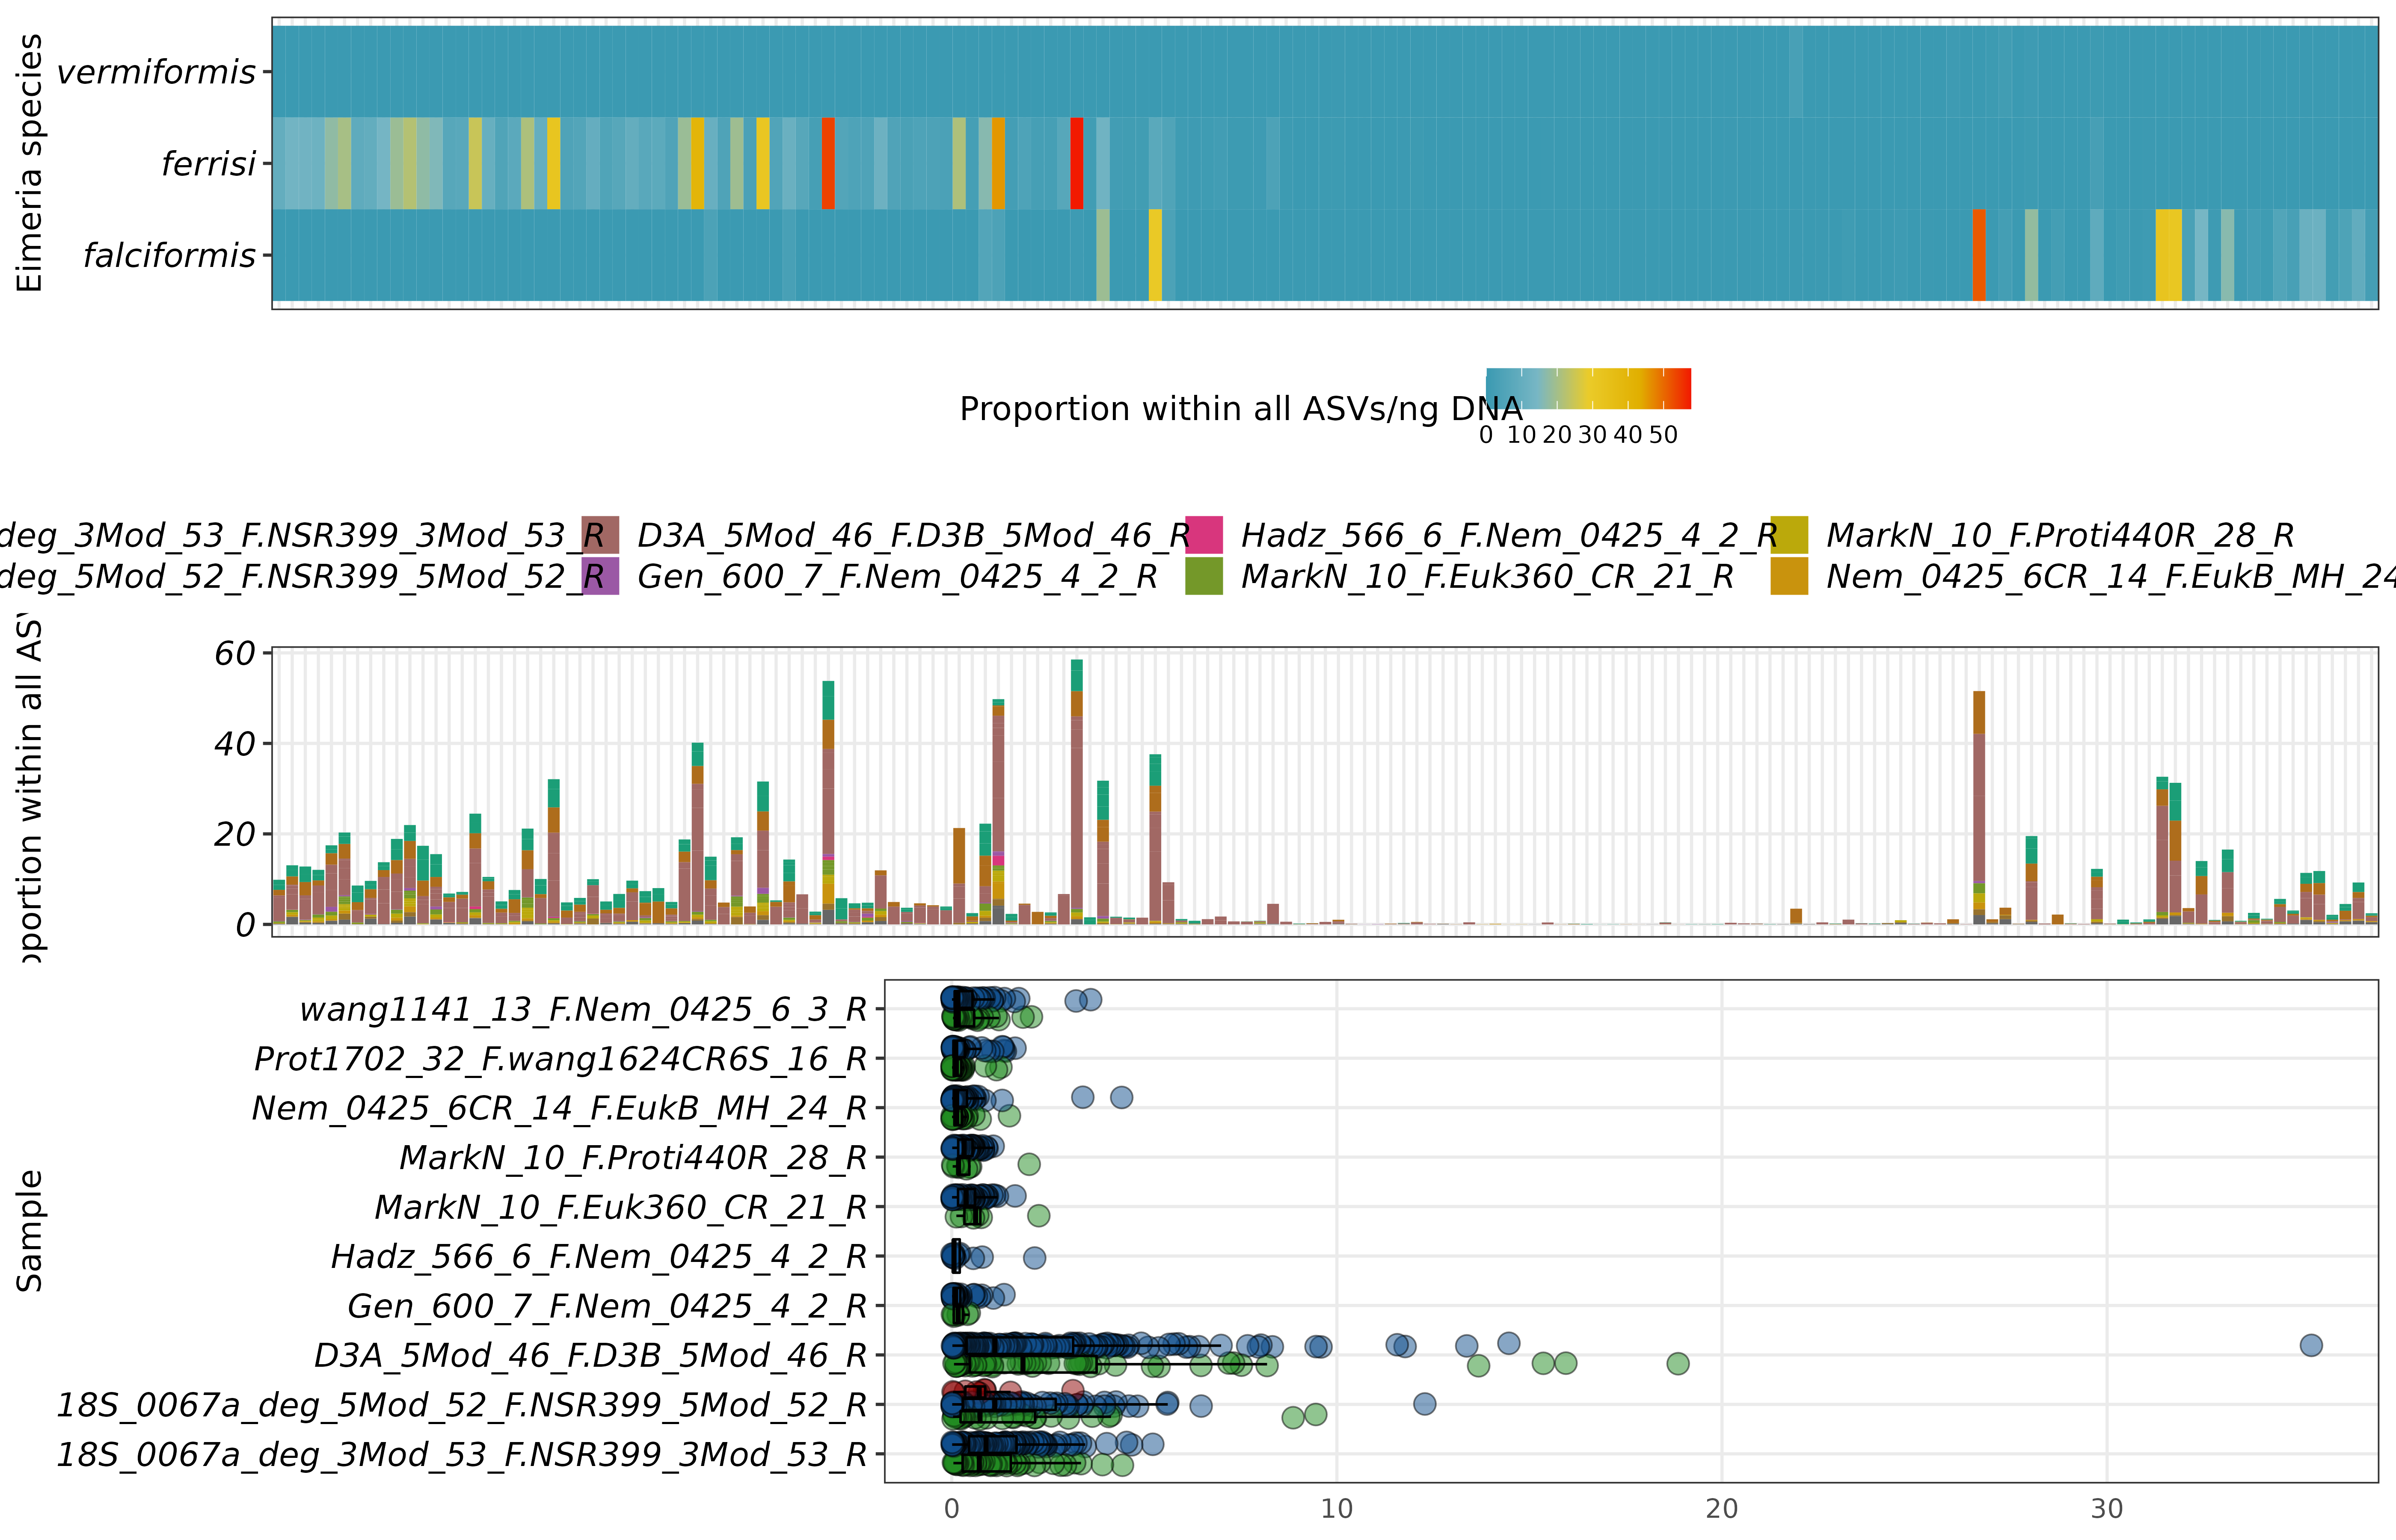 Eimeria species
vermiformis
ferrisi
falciformis
Proportion within all ASVs/ng DNA
0 10 20 30 40 50
deg_3Mod_53_F.NSR399_3Mod_53_R D3A_5Mod_46_F.D3B_5Mod_46_R Hadz_566_6_F.Nem_0425_4_2_R MarkN_10_F.Proti440R_28_R
deg_5Mod_52_F.NSR399_5Mod_52_R Gen_600_7_F.Nem_0425_4_2_R MarkN_10_F.Euk360_CR_21_R Nem_0425_6CR_14_F.EukB_MH_24
portion within all AS
60
40
20
0
Sample
wang1141_13_F.Nem_0425_6_3_R
Prot1702_32_F.wang1624CR6S_16_R
Nem_0425_6CR_14_F.EukB_MH_24_R
MarkN_10_F.Proti440R_28_R
MarkN_10_F.Euk360_CR_21_R
Hadz_566_6_F.Nem_0425_4_2_R
Gen_600_7_F.Nem_0425_4_2_R
D3A_5Mod_46_F.D3B_5Mod_46_R
18S_0067a_deg_5Mod_52_F.NSR399_5Mod_52_R
18S_0067a_deg_3Mod_53_F.NSR399_3Mod_53_R
0 10 20 30